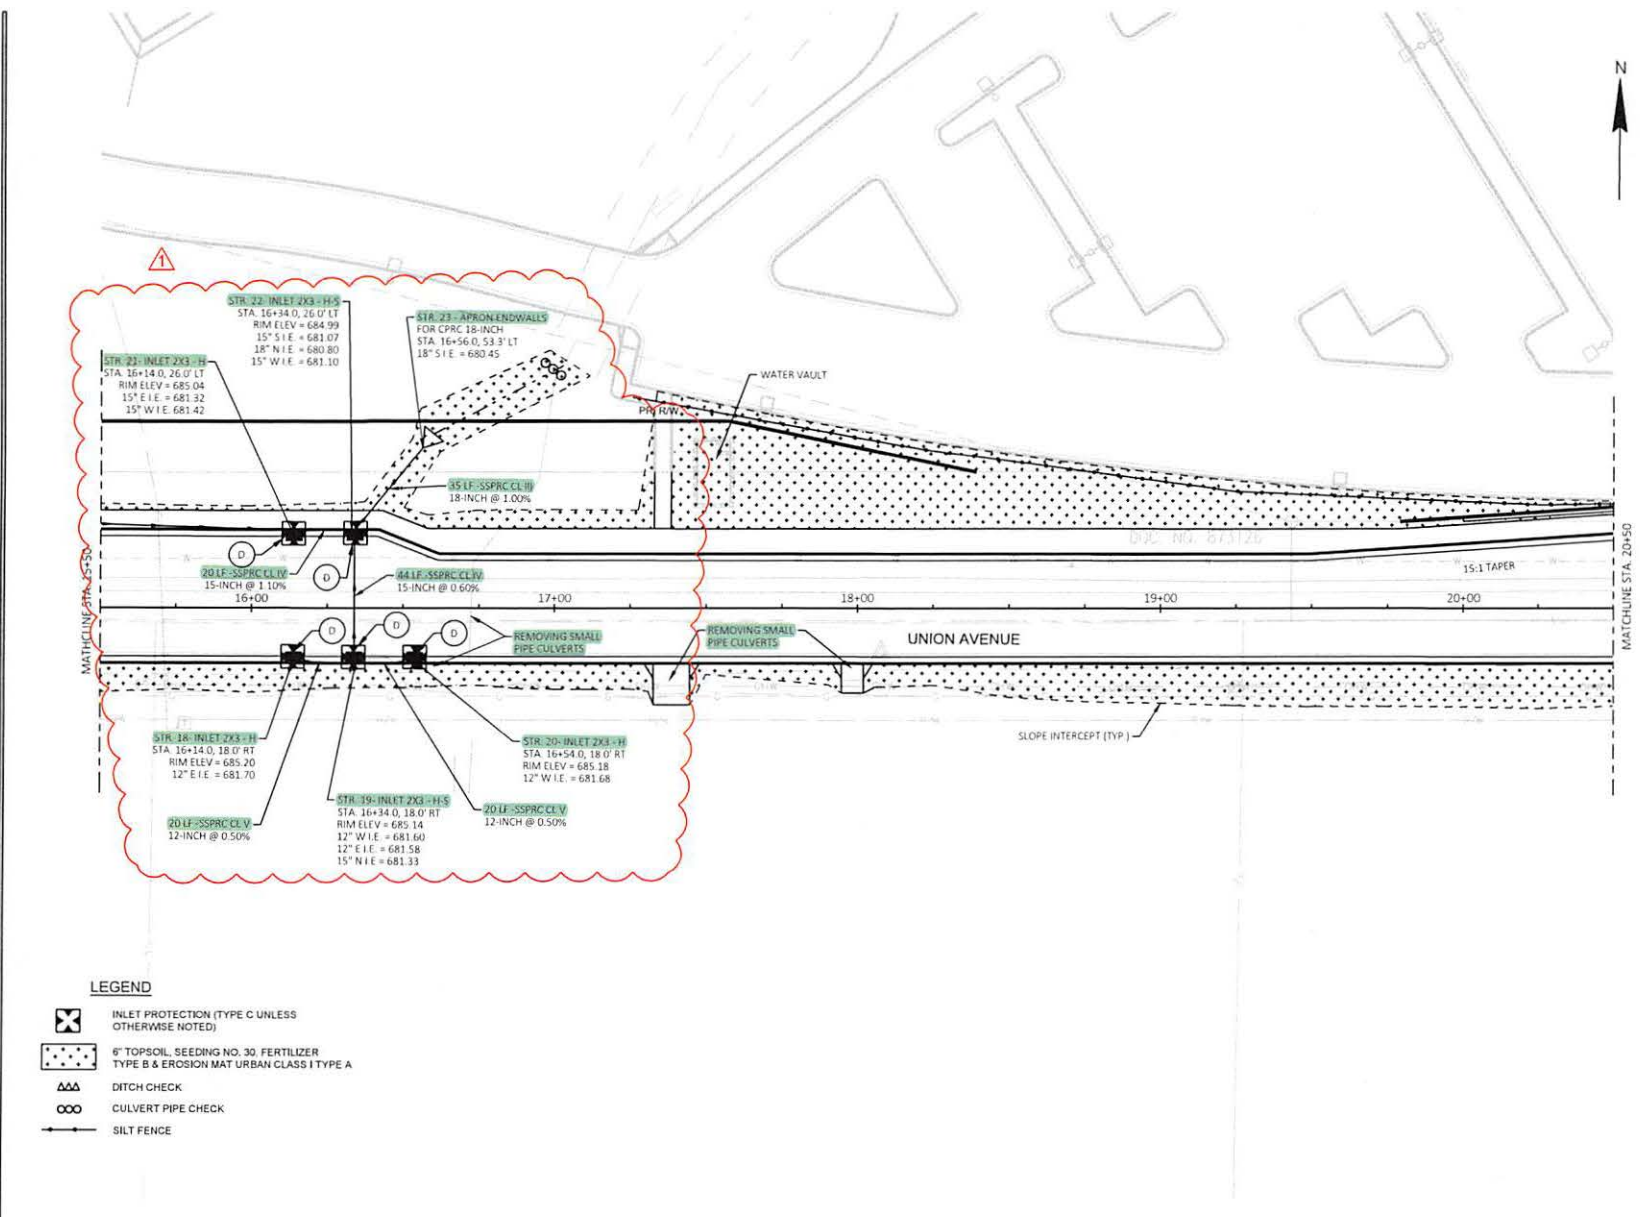 N
1
STR. 22- INLET 2X3 - H-S
STA. 16+34.0, 26.0' LT
RIM ELEV = 684.99
15" S I.E. = 681.07
18" N I.E. = 680.80
15" W I.E. = 681.10
STR. 23 - APRON ENDWALLS
FOR CPRC 18-INCH
STA. 16+56.0, 53.3' LT
18" S I.E. = 680.45
STR. 21- INLET 2X3 - H
STA. 16+14.0, 26.0' LT
RIM ELEV = 685.04
15" E I.E. = 681.32
15" W I.E. 681.42
WATER VAULT
PR. R/W
35 LF -SSPRC CL III
18-INCH @ 1.00%
DOC. NO. 873126
D
20 LF -SSPRC CL IV
15-INCH @ 1.10%
D
44 LF -SSPRC CL IV
15-INCH @ 0.60%
15:1 TAPER
MATHCLINE STA. 15+50
MATCHLINE STA. 20+50
16+00
17+00
18+00
19+00
20+00
D
D
D
REMOVING SMALL
PIPE CULVERTS
REMOVING SMALL
PIPE CULVERTS
UNION AVENUE
SLOPE INTERCEPT (TYP.)
STR. 18- INLET 2X3 - H
STA. 16+14.0, 18.0' RT
RIM ELEV = 685.20
12" E I.E. = 681.70
STR. 20- INLET 2X3 - H
STA. 16+54.0, 18.0' RT
RIM ELEV = 685.18
12" W I.E. = 681.68
20 LF -SSPRC CL V
12-INCH @ 0.50%
STR. 19- INLET 2X3 - H-S
STA. 16+34.0, 18.0' RT
RIM ELEV = 685.14
12" W I.E. = 681.60
12" E I.E. = 681.58
15" N I.E = 681.33
20 LF -SSPRC CL V
12-INCH @ 0.50%
LEGEND
INLET PROTECTION (TYPE C UNLESS
OTHERWISE NOTED)
6" TOPSOIL, SEEDING NO. 30, FERTILIZER
TYPE B & EROSION MAT URBAN CLASS I TYPE A
DITCH CHECK
CULVERT PIPE CHECK
SILT FENCE